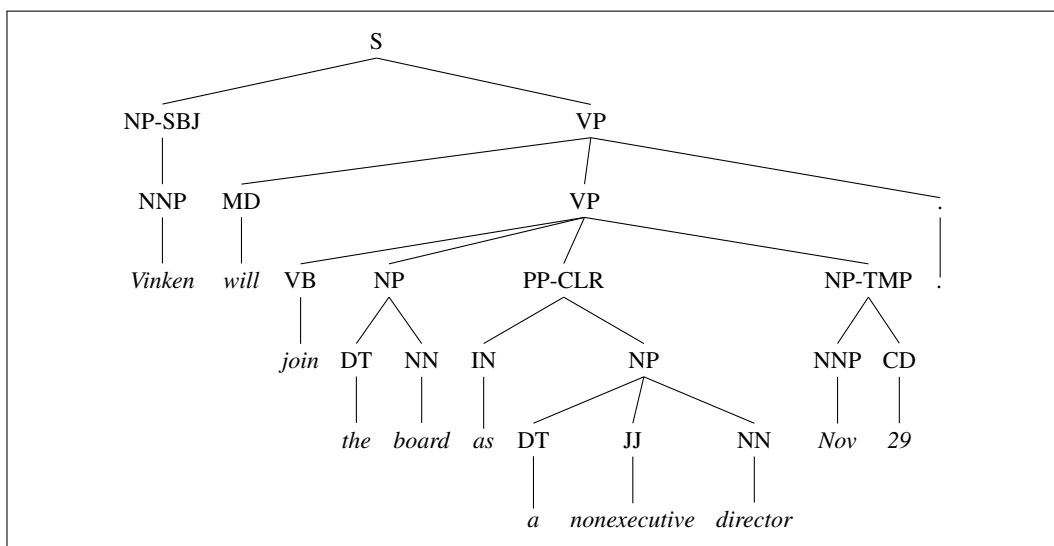 S
NP-SBJ VP
NNP MD VP .
Vinken will VB NP PP-CLR NP-TMP .
join DT NN IN NP NNP CD
the board as DT JJ NN Nov 29
a nonexecutive director